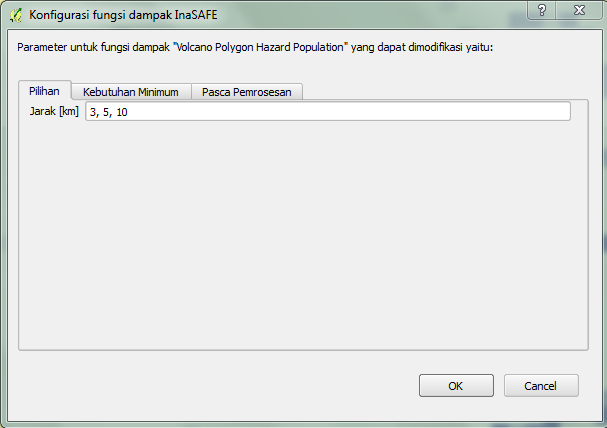 Konfigurasi fungsi dampak InaSAFE
Parameter untuk fungsi dampak "Volcano Polygon Hazard Population" yang dapat dimodifikasi yaitu:
Pilihan Kebutuhan Minimum Pasca Pemrosesan
Jarak [km] 3, 5, 10
OK Cancel